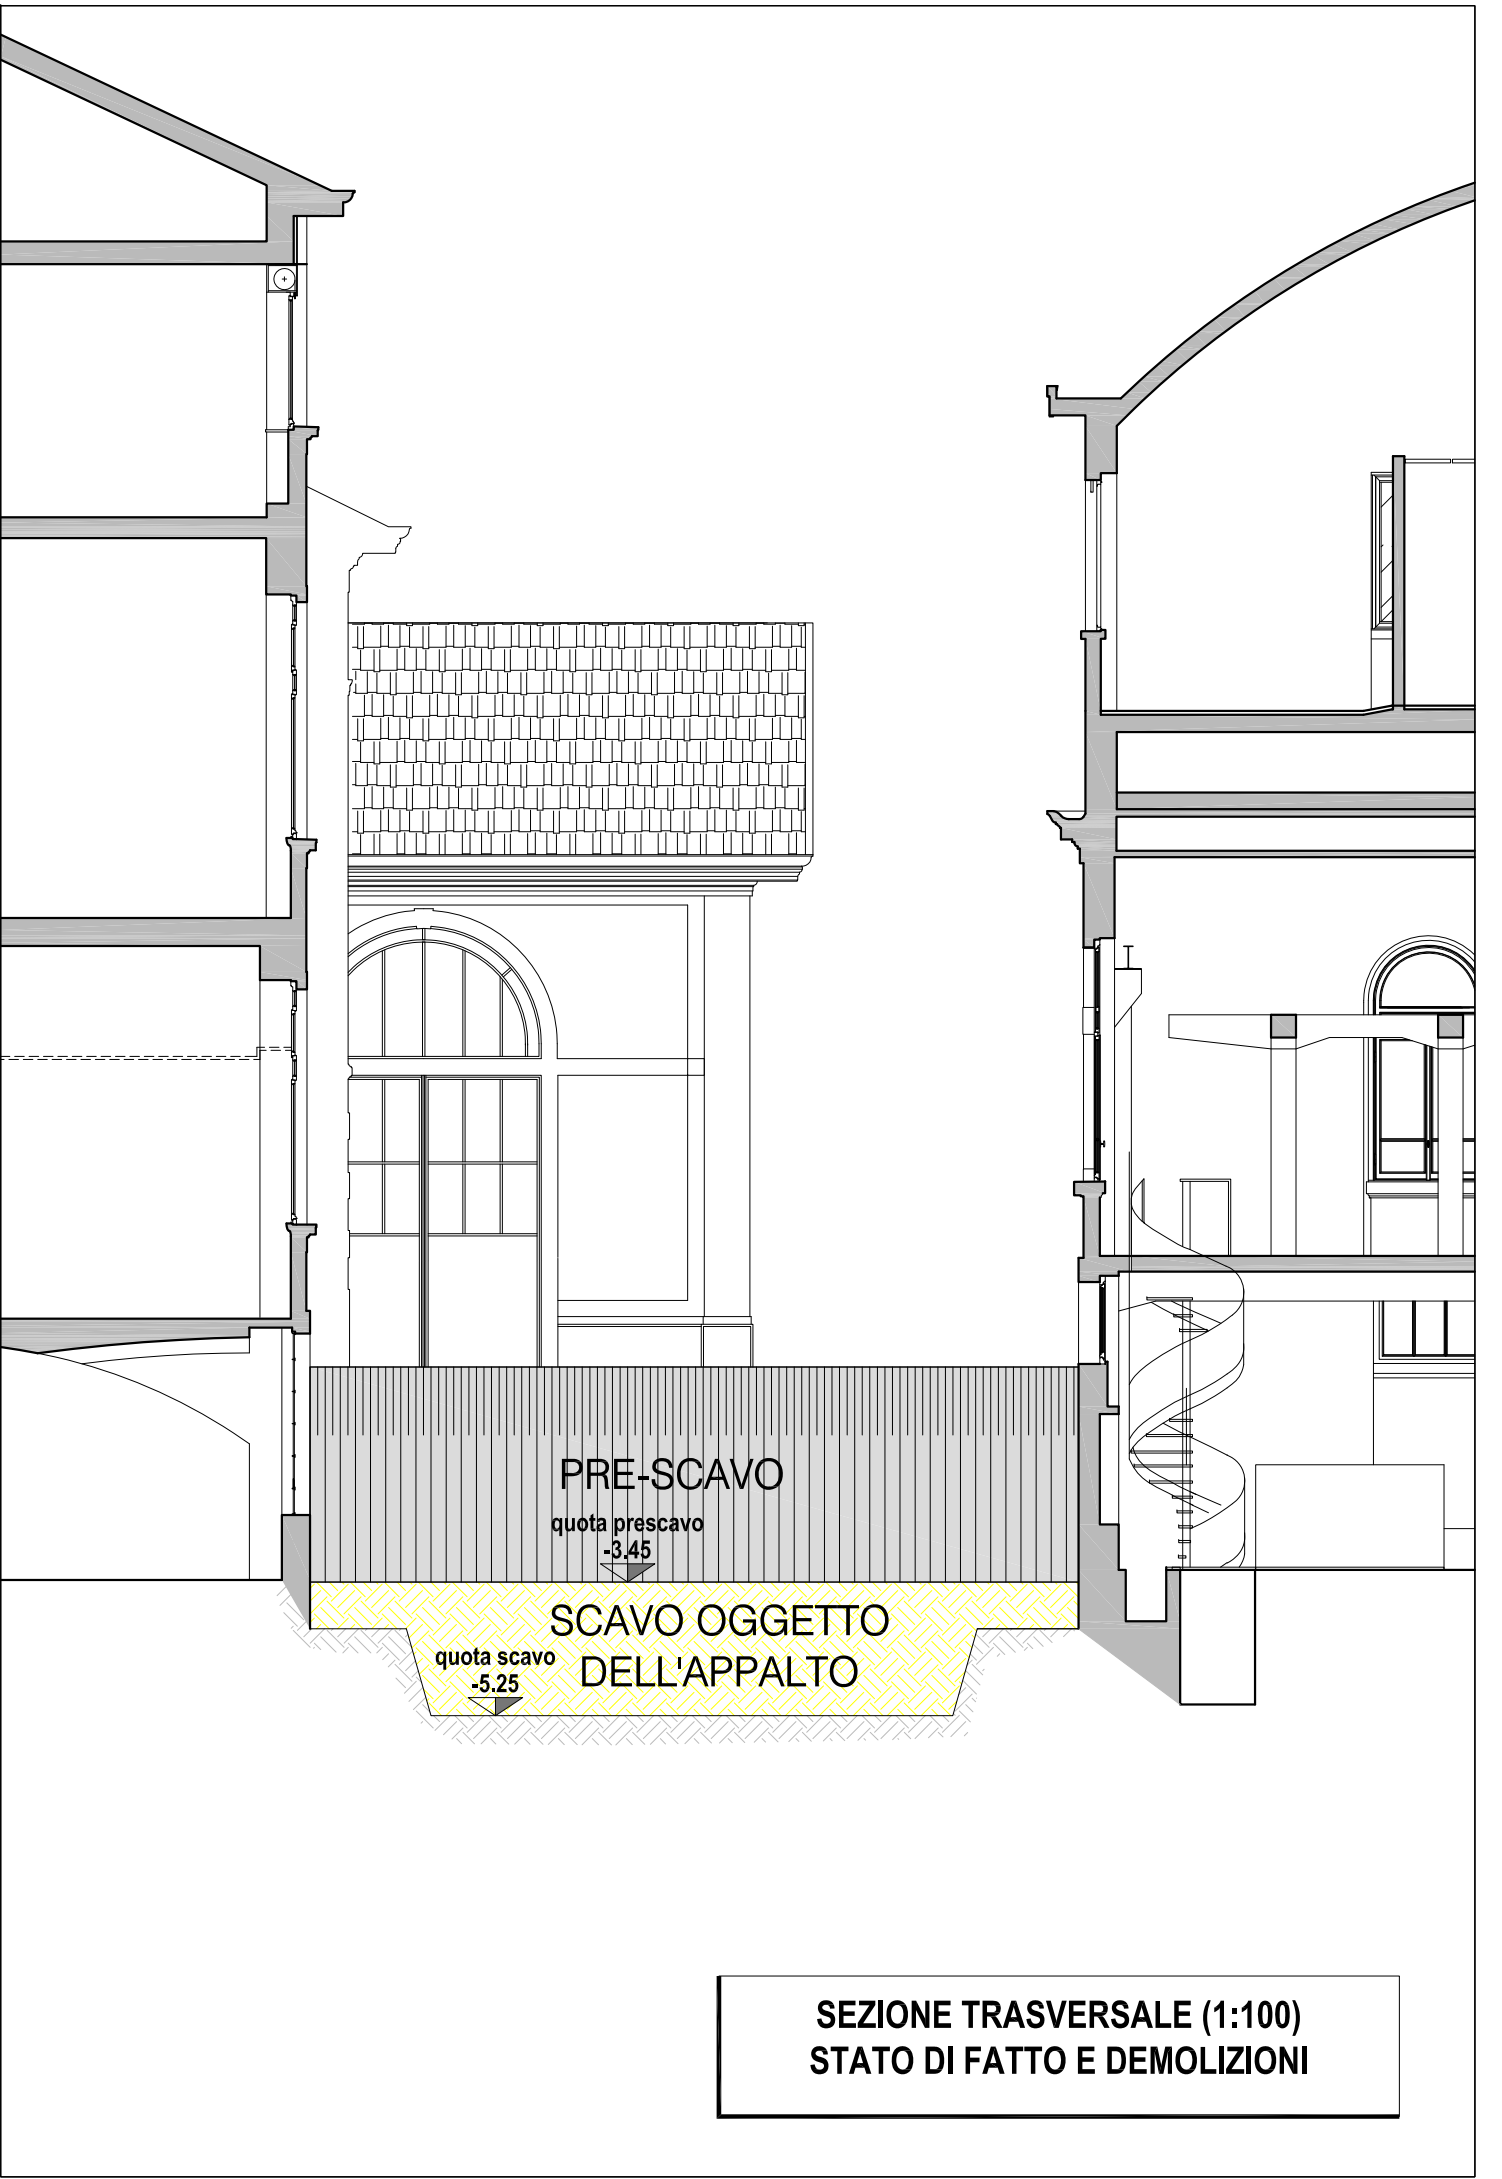 PRE-SCAVO
quota prescavo
-3.45
SCAVO OGGETTO
DELL'APPALTO
quota scavo
-5.25
SEZIONE TRASVERSALE (1:100)
STATO DI FATTO E DEMOLIZIONI